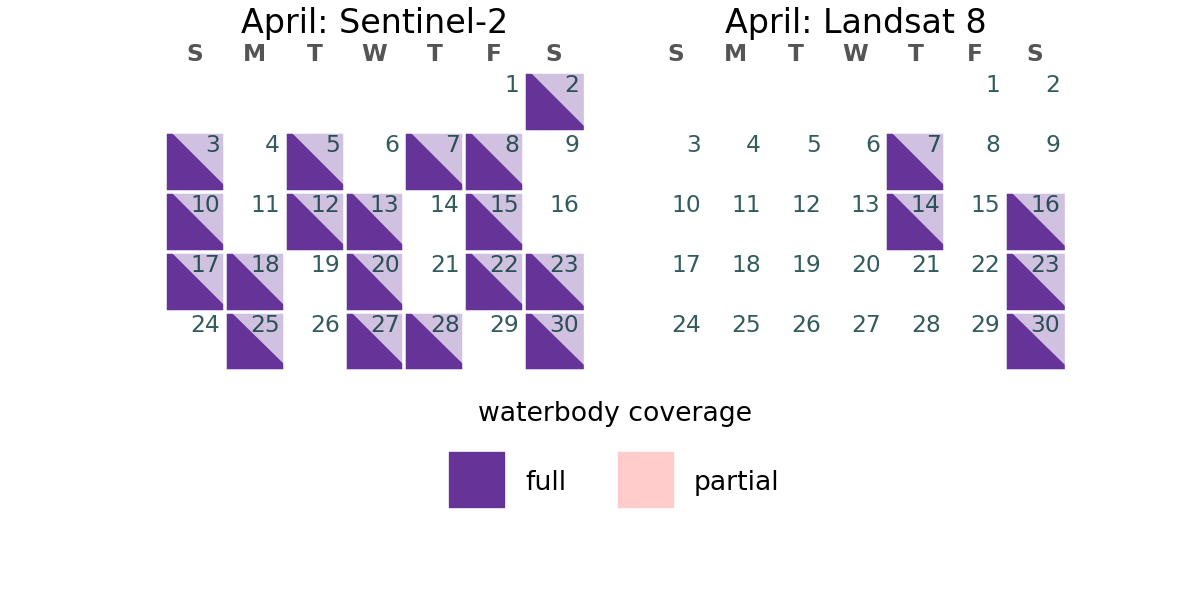 April: Sentinel-2
S M T W T F S
1 2
3 4 5 6 7 8 9
10 11 12 13 14 15 16
17 18 19 20 21 22 23
24 25 26 27 28 29 30
April: Landsat 8
S M T W T F S
1 2
3 4 5 6 7 8 9
10 11 12 13 14 15 16
17 18 19 20 21 22 23
24 25 26 27 28 29 30
waterbody coverage
full partial